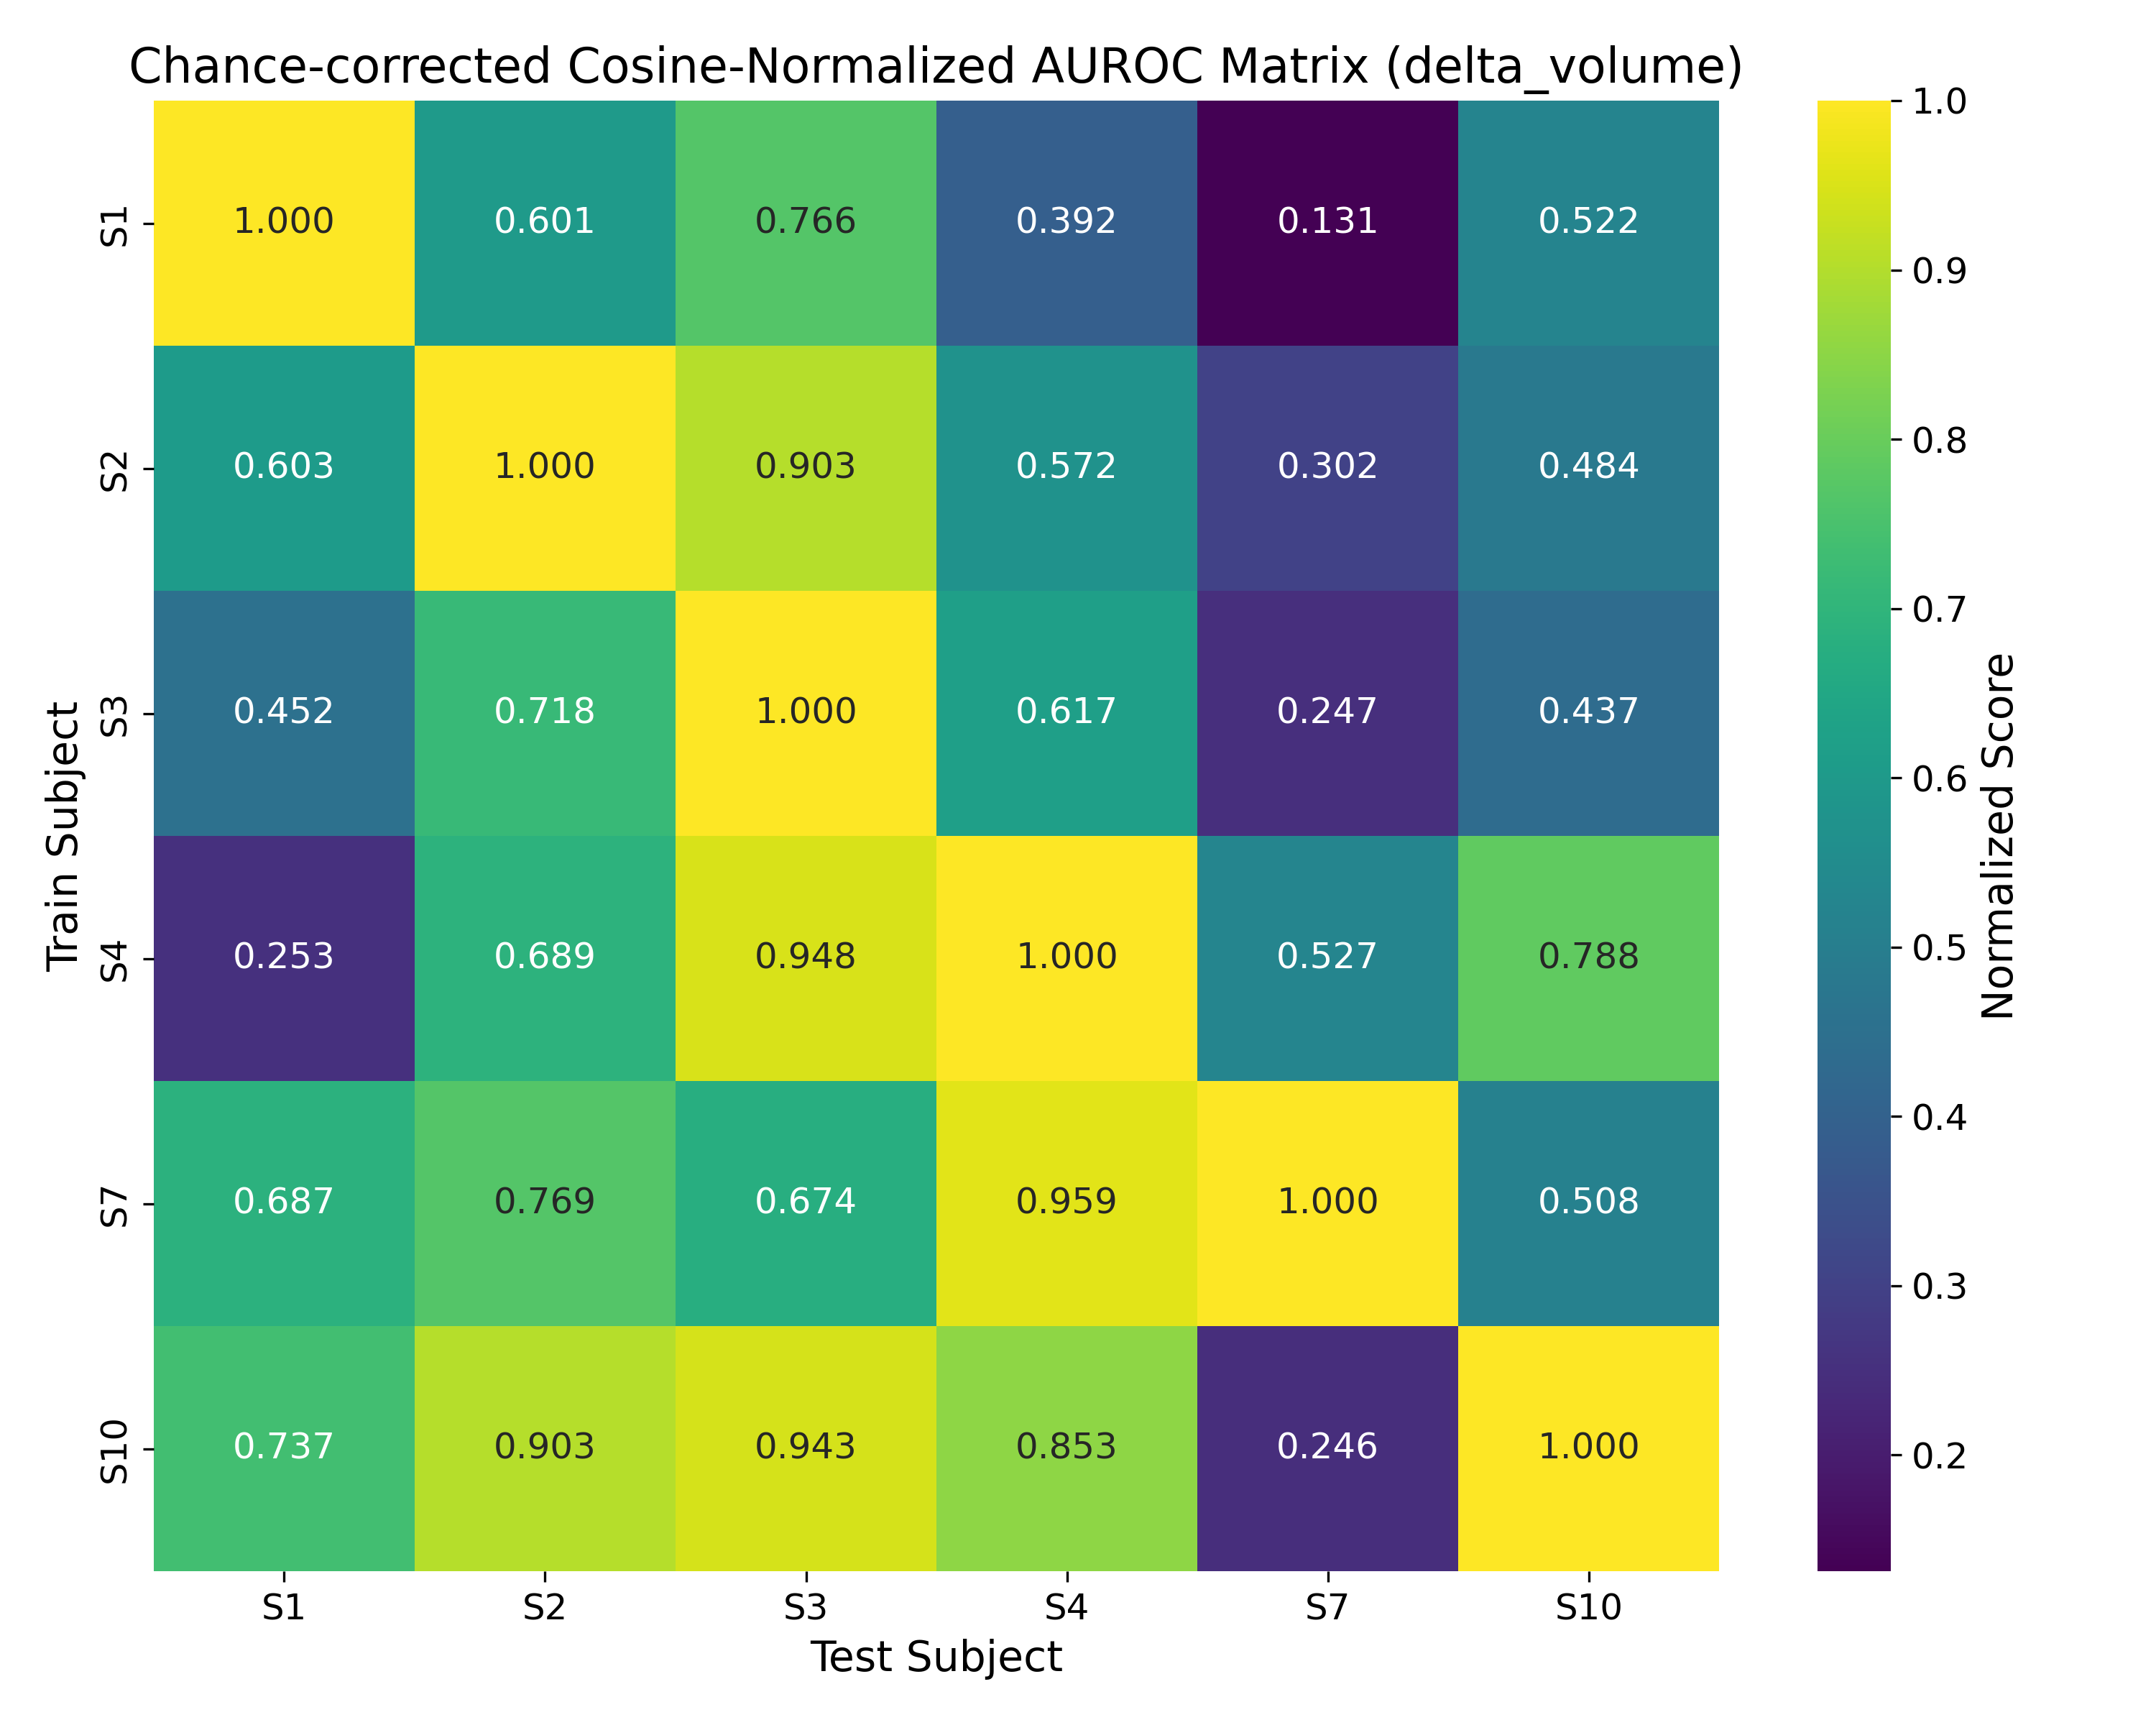 Chance-corrected Cosine-Normalized AUROC Matrix (delta_volume)
Train Subject
S1 1.000 0.601 0.766 0.392 0.131 0.522
S2 0.603 1.000 0.903 0.572 0.302 0.484
S3 0.452 0.718 1.000 0.617 0.247 0.437
S4 0.253 0.689 0.948 1.000 0.527 0.788
S7 0.687 0.769 0.674 0.959 1.000 0.508
S10 0.737 0.903 0.943 0.853 0.246 1.000
S1 S2 S3 S4 S7 S10
Test Subject
1.0
0.9
0.8
0.7
0.6
0.5
0.4
0.3
0.2
Normalized Score